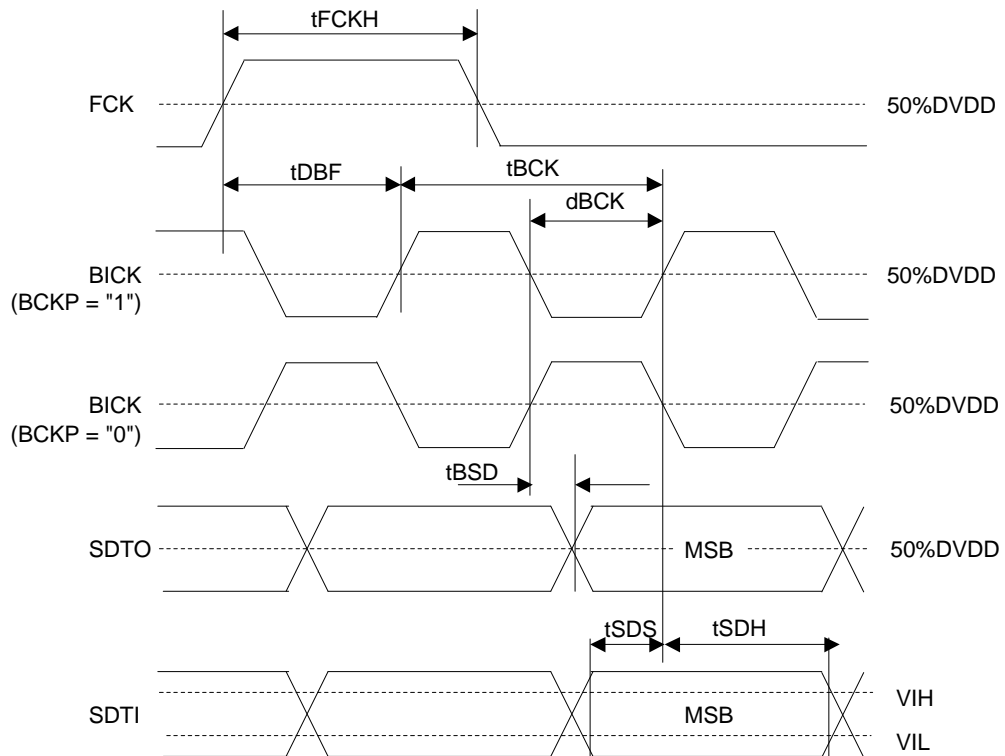 tFCKH
FCK 50%DVDD
tDBF tBCK
dBCK
BICK 50%DVDD
(BCKP = "1")
BICK 50%DVDD
(BCKP = "0")
tBSD
SDTO MSB 50%DVDD
tSDS tSDH
VIH
SDTI MSB
VIL